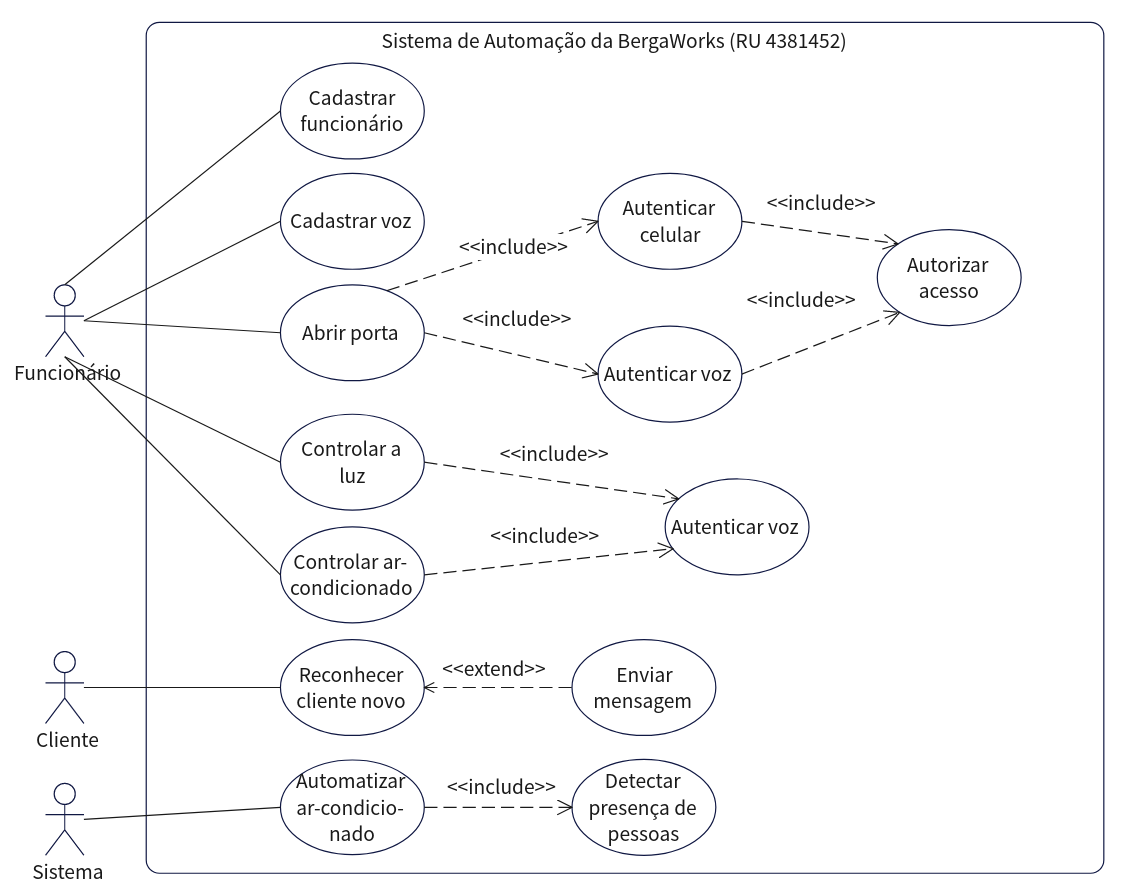 Sistema de Automação da BergaWorks (RU 4381452)
Cadastrar
funcionário
Cadastrar voz
<<include>>
Autenticar
celular
<<include>>
Autorizar
acesso
Abrir porta
<<include>>
Autenticar voz
<<include>>
Funcionário
Controlar a
luz
<<include>>
Autenticar voz
Controlar ar-
condicionado
<<include>>
Reconhecer
cliente novo
<<extend>>
Enviar
mensagem
Cliente
Automatizar
ar-condicio-
nado
<<include>>
Detectar
presença de
pessoas
Sistema